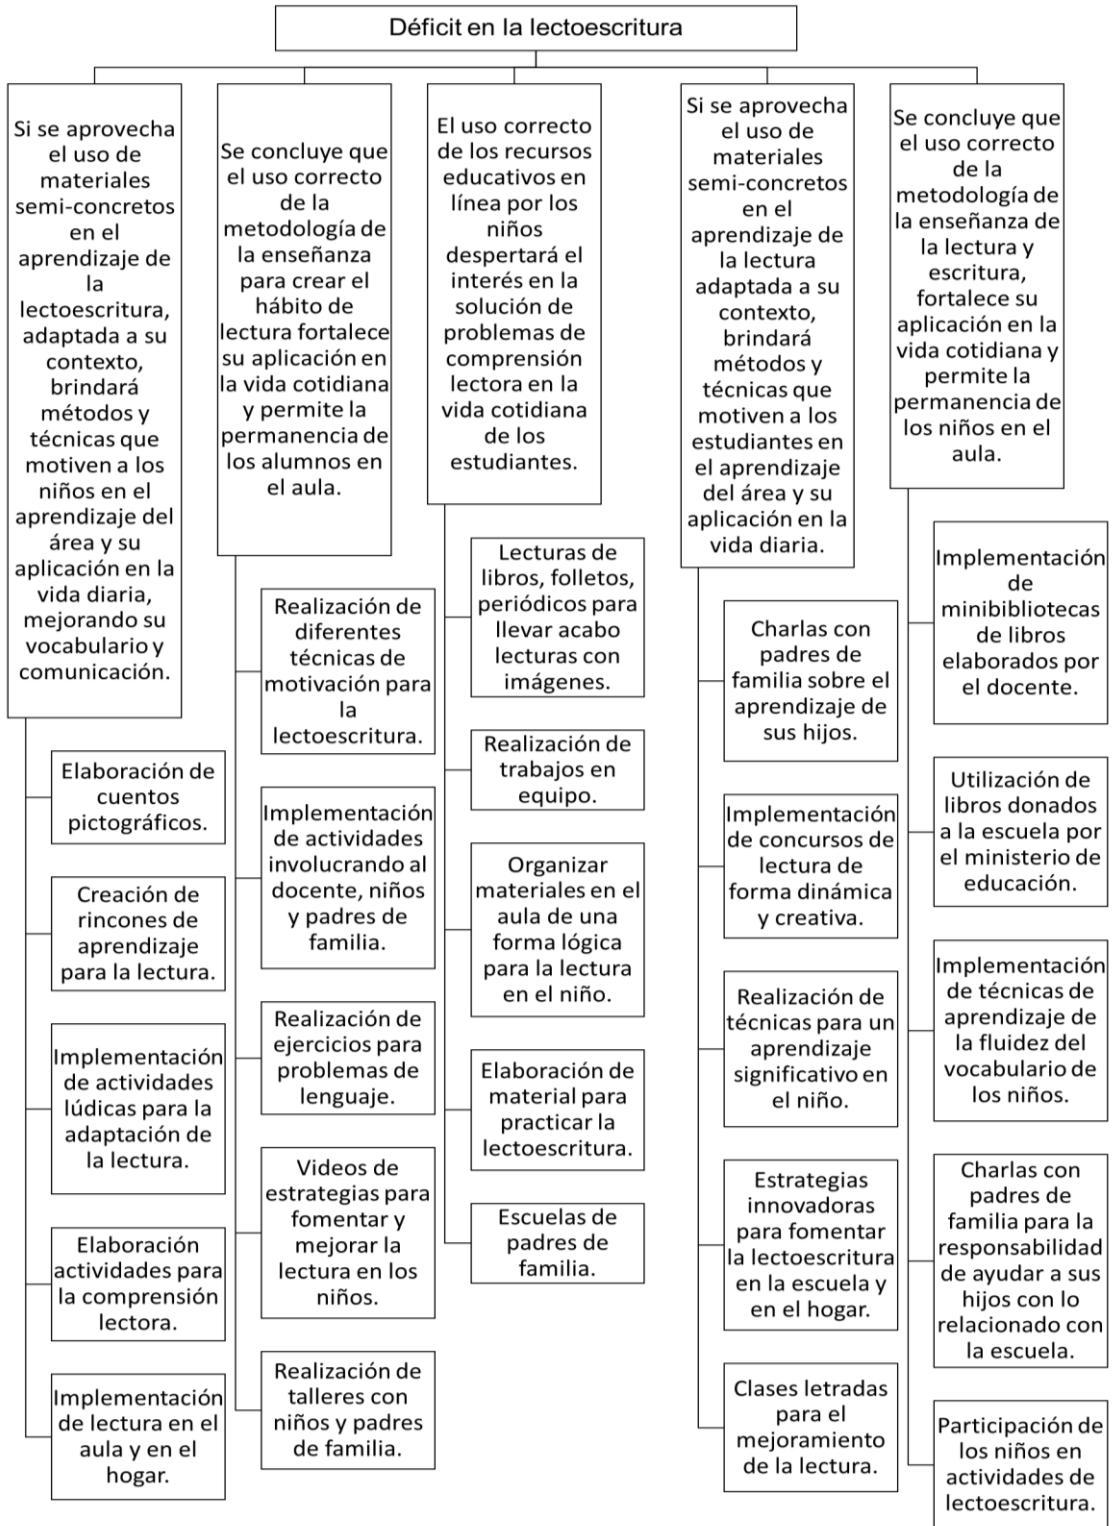 Déficit en la lectoescritura
Si se aprovecha
el uso de
materiales
semi-concretos
en el
aprendizaje de
la
lectoescritura,
adaptada a su
contexto,
brindará
métodos y
técnicas que
motiven a los
niños en el
aprendizaje del
área y su
aplicación en la
vida diaria,
mejorando su
vocabulario y
comunicación.
Elaboración de
cuentos
pictográficos.
Creación de
rincones de
aprendizaje
para la lectura.
Implementación
de actividades
lúdicas para la
adaptación de
la lectura.
Elaboración
actividades para
la comprensión
lectora.
Implementación
de lectura en el
aula y en el
hogar.
Se concluye que
el uso correcto
de la
metodología de
la enseñanza
para crear el
hábito de
lectura fortalece
su aplicación en
la vida cotidiana
y permite la
permanencia de
los alumnos en
el aula.
Realización de
diferentes
técnicas de
motivación para
la
lectoescritura.
Implementación
de actividades
involucrando al
docente, niños
y padres de
familia.
Realización de
ejercicios para
problemas de
lenguaje.
Videos de
estrategias para
fomentar y
mejorar la
lectura en los
niños.
Realización de
talleres con
niños y padres
de familia.
El uso correcto
de los recursos
educativos en
línea por los
niños
despertará el
interés en la
solución de
problemas de
comprensión
lectora en la
vida cotidiana
de los
estudiantes.
Lecturas de
libros, folletos,
periódicos para
llevar acabo
lecturas con
imágenes.
Realización de
trabajos en
equipo.
Organizar
materiales en el
aula de una
forma lógica
para la lectura
en el niño.
Elaboración de
material para
practicar la
lectoescritura.
Escuelas de
padres de
familia.
Si se aprovecha
el uso de
materiales
semi-concretos
en el
aprendizaje de
la lectura
adaptada a su
contexto,
brindará
métodos y
técnicas que
motiven a los
estudiantes en
el aprendizaje
del área y su
aplicación en la
vida diaria.
Charlas con
padres de
familia sobre el
aprendizaje de
sus hijos.
Implementación
de concursos de
lectura de
forma dinámica
y creativa.
Realización de
técnicas para un
aprendizaje
significativo en
el niño.
Estrategias
innovadoras
para fomentar
la lectoescritura
en la escuela y
en el hogar.
Clases letradas
para el
mejoramiento
de la lectura.
Se concluye que
el uso correcto
de la
metodología de
la enseñanza de
la lectura y
escritura,
fortalece su
aplicación en la
vida cotidiana y
permite la
permanencia de
los niños en el
aula.
Implementación
de
minibibliotecas
de libros
elaborados por
el docente.
Utilización de
libros donados
a la escuela por
el ministerio de
educación.
Implementación
de técnicas de
aprendizaje de
la fluidez del
vocabulario de
los niños.
Charlas con
padres de
familia para la
responsabilidad
de ayudar a sus
hijos con lo
relacionado con
la escuela.
Participación de
los niños en
actividades de
lectoescritura.